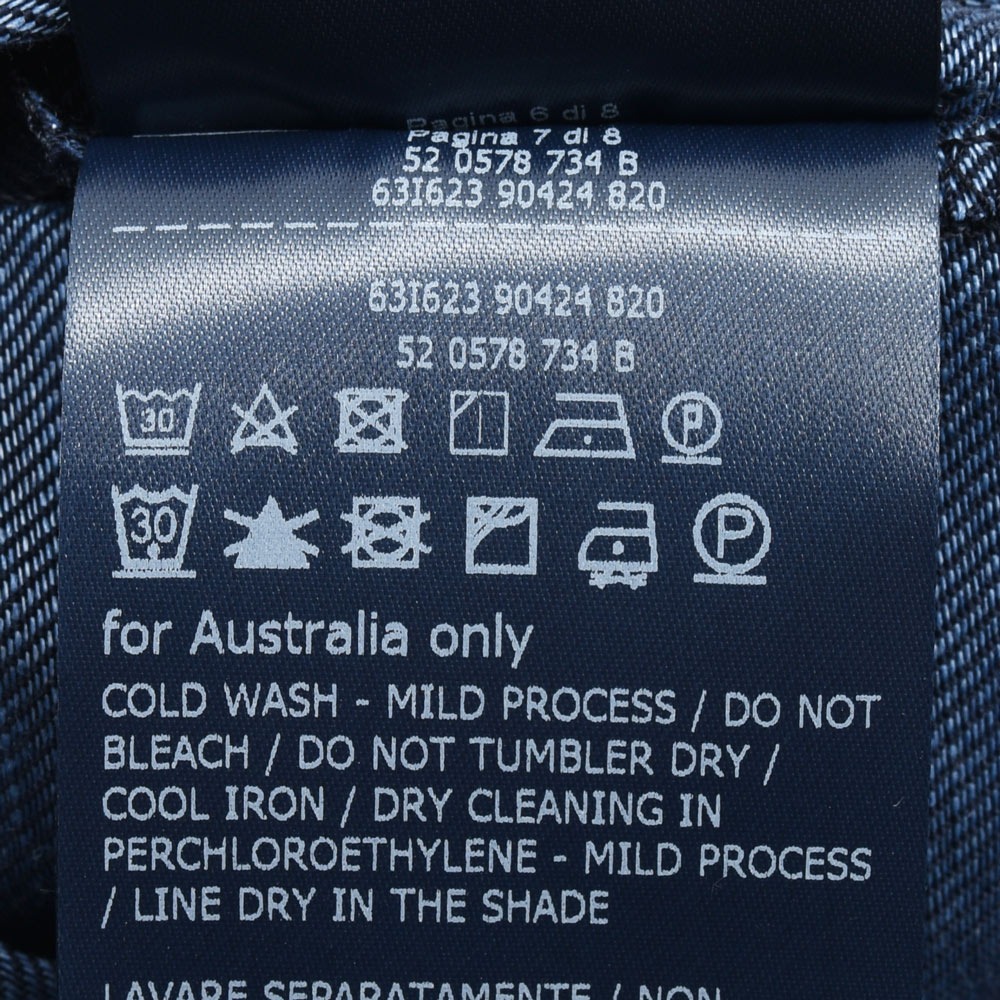 Pagina 6 di 8
Pagina 7 di 8
52 0578 734 B
63I623 90424 820
63I623 90424 820
52 0578 734 B
30 P
30 P
for Australia only
COLD WASH - MILD PROCESS / DO NOT
BLEACH / DO NOT TUMBLER DRY /
COOL IRON / DRY CLEANING IN
PERCHLOROETHYLENE - MILD PROCESS
/ LINE DRY IN THE SHADE
LAVARE SEPARATAMENTE / NON